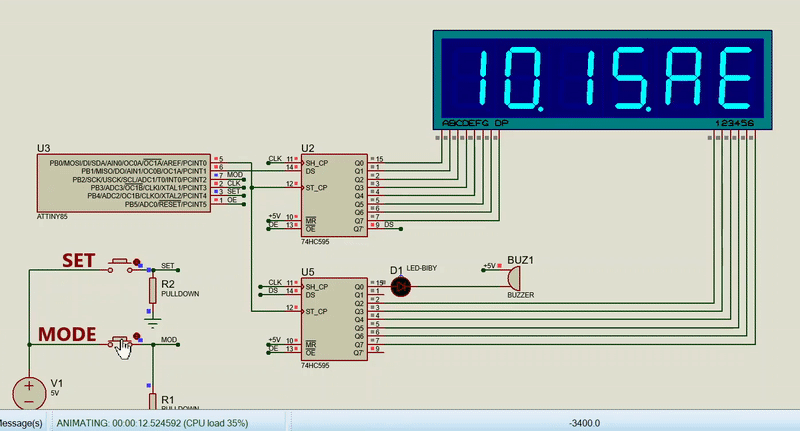 10.15.AE
ABCDEFG DP
123456
U3
PB0/MOSI/DI/SDA/AIN0/OC0A/OC1A/AREF/PCINT0
PB1/MISO/DO/AIN1/OC0B/OC1A/PCINT1
PB2/SCK/USCK/SCL/ADC1/T0/INT0/PCINT2
PB3/ADC3/OC1B/CLKI/XTAL1/PCINT3
PB4/ADC2/OC1B/CLKO/XTAL2/PCINT4
PB5/ADC0/RESET/PCINT5
5
6
7 MOD
2 CLK
3 SET
1 OE
ATTINY85
U2
CLK 11 SH_CP
14 DS
12 ST_CP
+5V 10 MR
OE 13 OE
Q0 15
Q1 1
Q2 2
Q3 3
Q4 4
Q5 5
Q6 6
Q7 7
Q7' 9 DS
74HC595
U5
CLK 11 SH_CP
DS 14 DS
12 ST_CP
+5V 10 MR
OE 13 OE
Q0 15
Q1 1
Q2 2
Q3 3
Q4 4
Q5 5
Q6 6
Q7 7
Q7' 9
74HC595
D1
LED-BIBY
+5V
BUZ1
BUZZER
SET
SET
R2
PULLDOWN
MODE
MOD
V1
5V
R1
PULLDOWN
Message(s)
ANIMATING: 00:00:12.524592 (CPU load 35%)
-3400.0